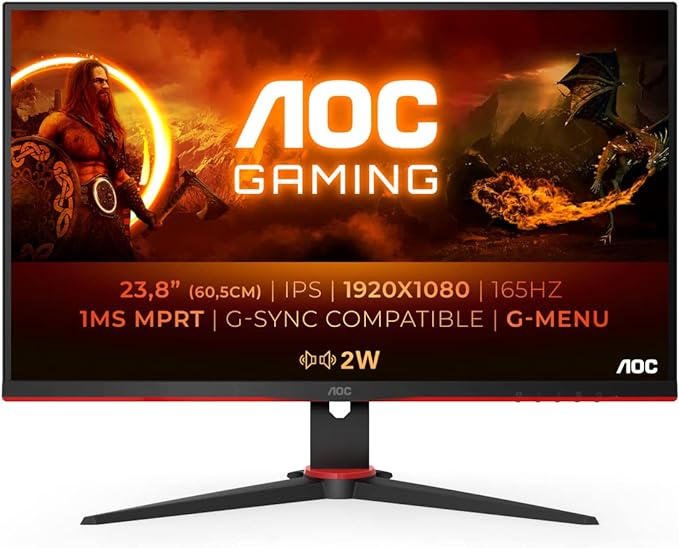 AOC
GAMING
23,8” (60,5CM) | IPS | 1920X1080 | 165HZ
1MS MPRT | G-SYNC COMPATIBLE | G-MENU
2W
AOC
AOC